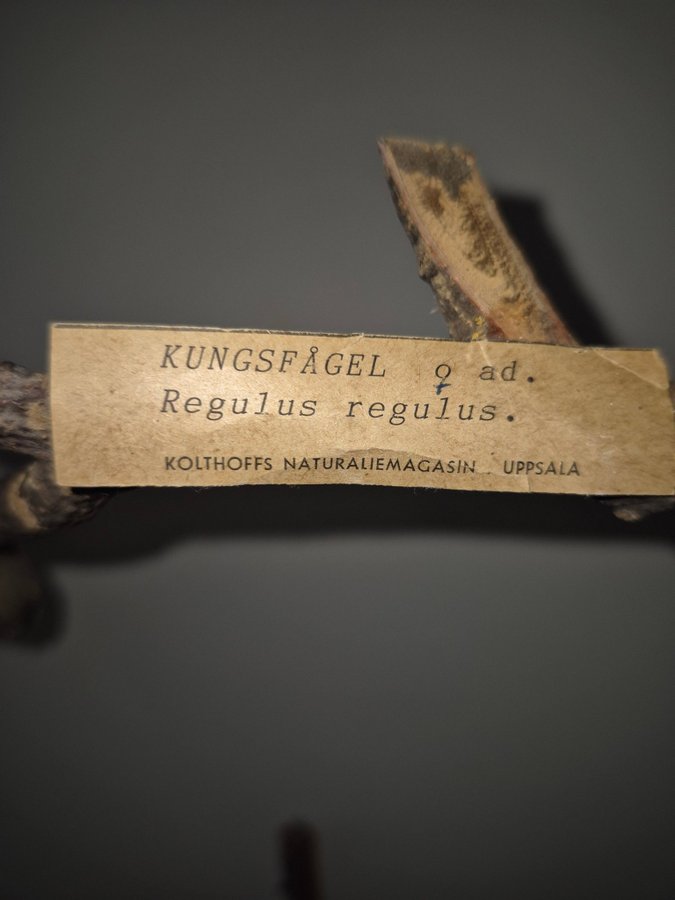 KUNGSFÅGEL ♀ ad.
Regulus regulus.
KOLTHOFFS NATURALIEMAGASIN . UPPSALA